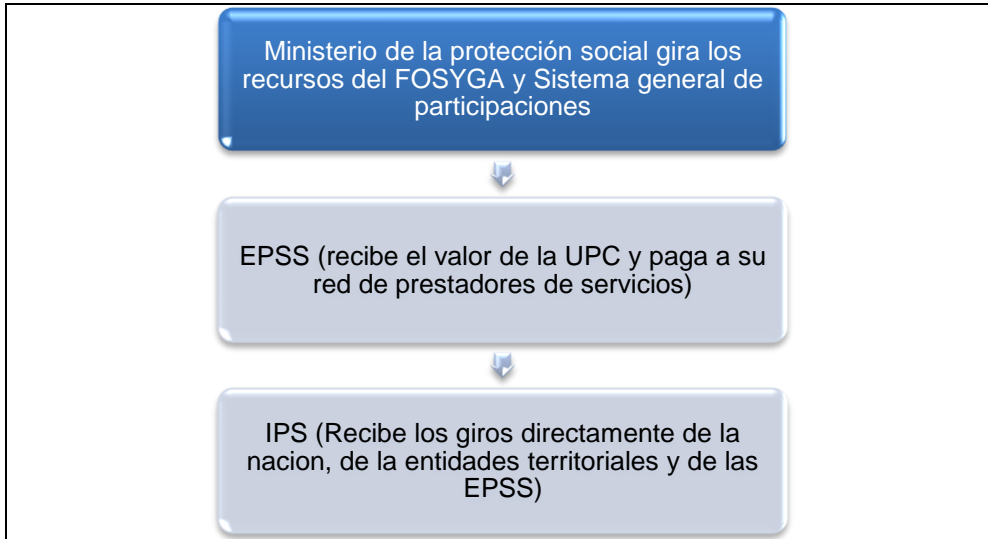 Ministerio de la protección social gira los
recursos del FOSYGA y Sistema general de
participaciones
EPSS (recibe el valor de la UPC y paga a su
red de prestadores de servicios)
IPS (Recibe los giros directamente de la
nacion, de la entidades territoriales y de las
EPSS)